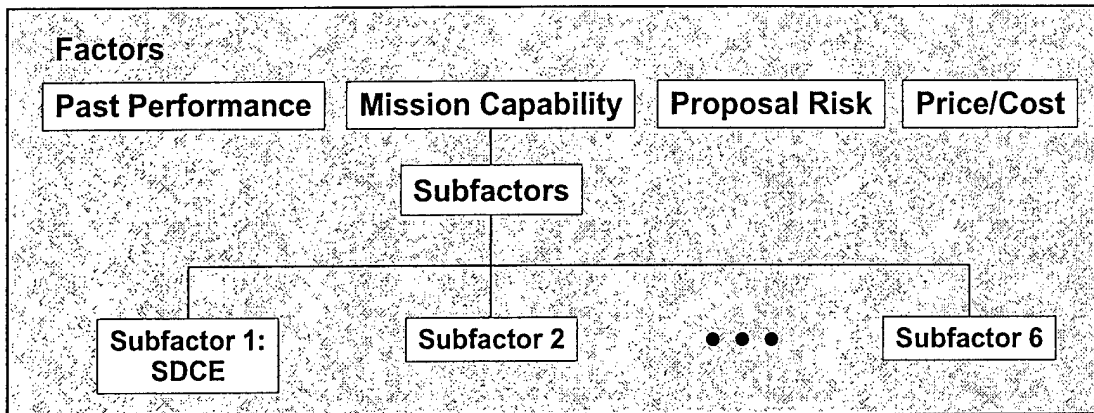 Factors
Past Performance
Mission Capability
Proposal Risk
Price/Cost
Subfactors
Subfactor 1:
SDCE
Subfactor 2
• • •
Subfactor 6